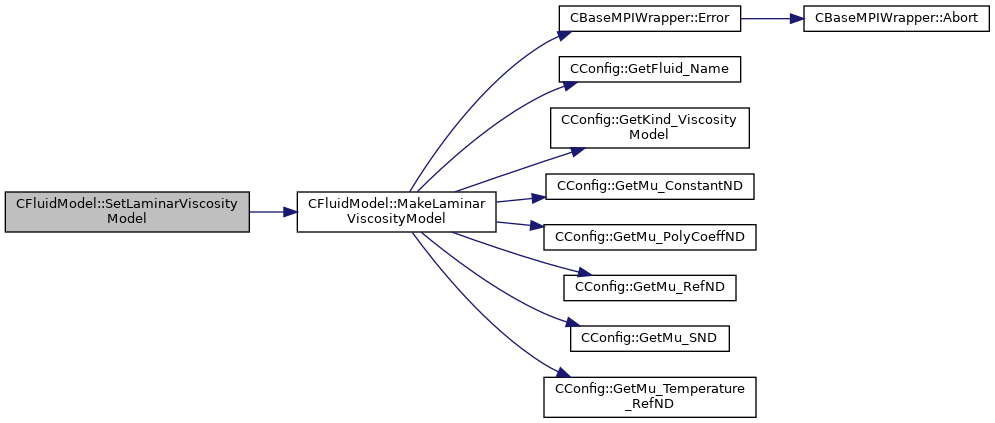 CFluidModel::SetLaminarViscosity
Model
CFluidModel::MakeLaminar
ViscosityModel
CBaseMPIWrapper::Error
CBaseMPIWrapper::Abort
CConfig::GetFluid_Name
CConfig::GetKind_Viscosity
Model
CConfig::GetMu_ConstantND
CConfig::GetMu_PolyCoeffND
CConfig::GetMu_RefND
CConfig::GetMu_SND
CConfig::GetMu_Temperature
_RefND